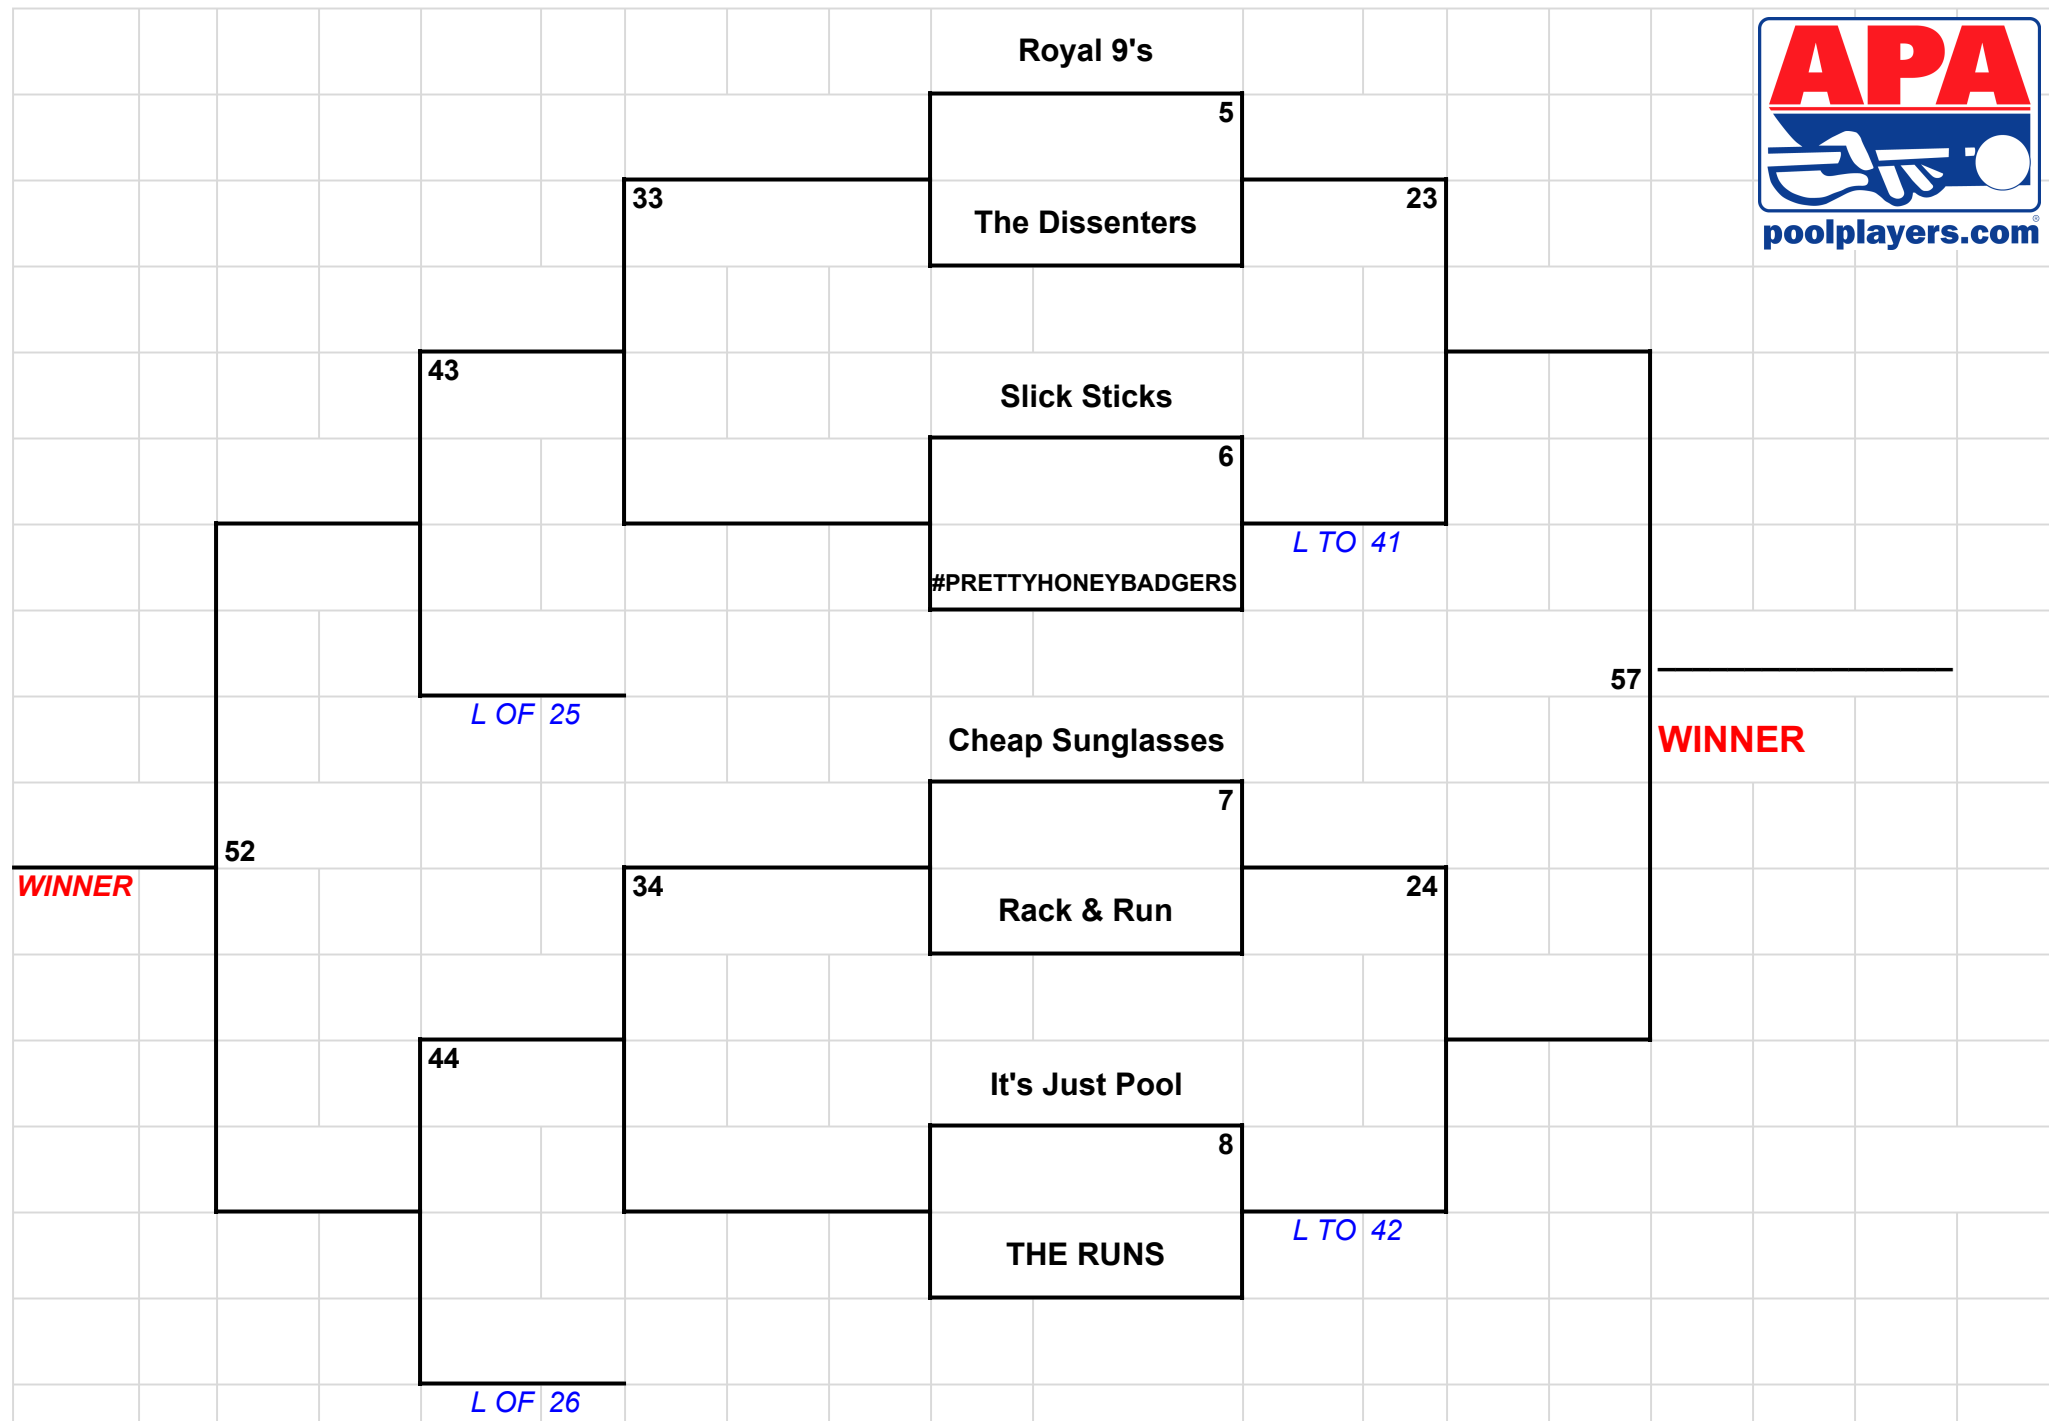 Royal 9's
APA
5
33
23
The Dissenters
poolplayers.com
43
Slick Sticks
6
L TO 41
#PRETTYHONEYBADGERS
57
L OF 25
Cheap Sunglasses
WINNER
7
52
WINNER
34
24
Rack & Run
44
It's Just Pool
8
L TO 42
THE RUNS
L OF 26